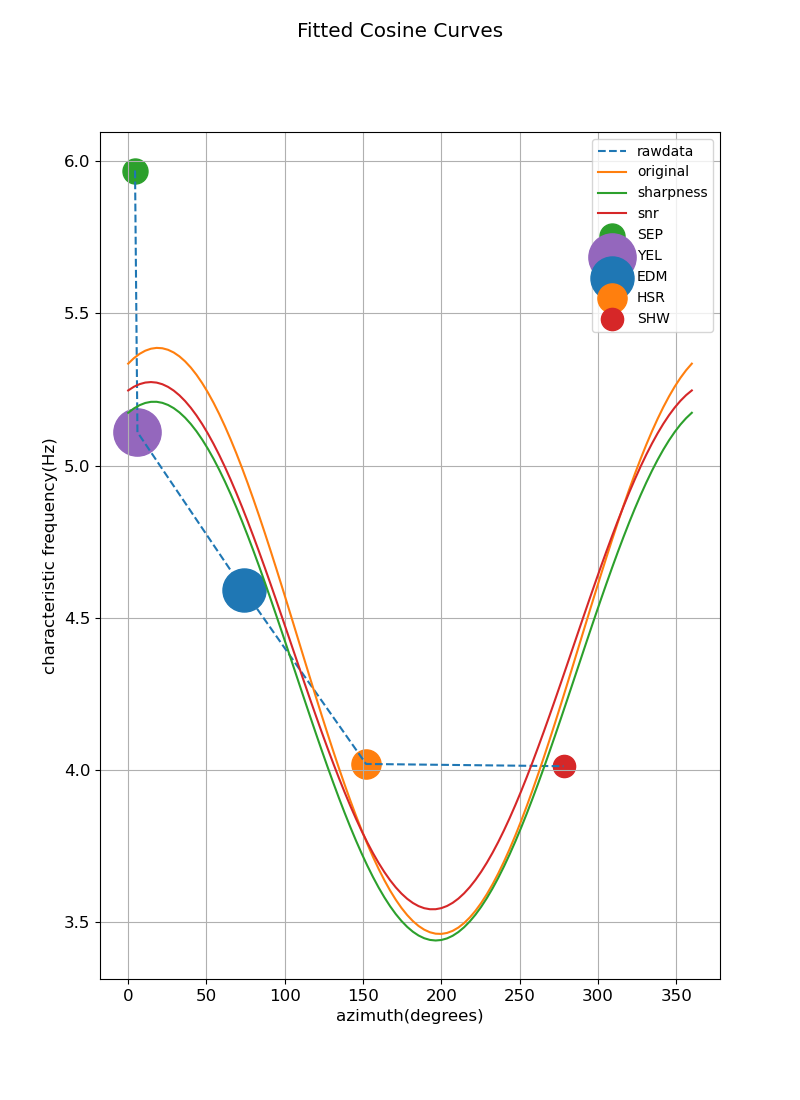 Fitted Cosine Curves
rawdata
original
sharpness
snr
SEP
YEL
EDM
HSR
SHW
characteristic frequency(Hz)
6.0
5.5
5.0
4.5
4.0
3.5
0 50 100 150 200 250 300 350
azimuth(degrees)